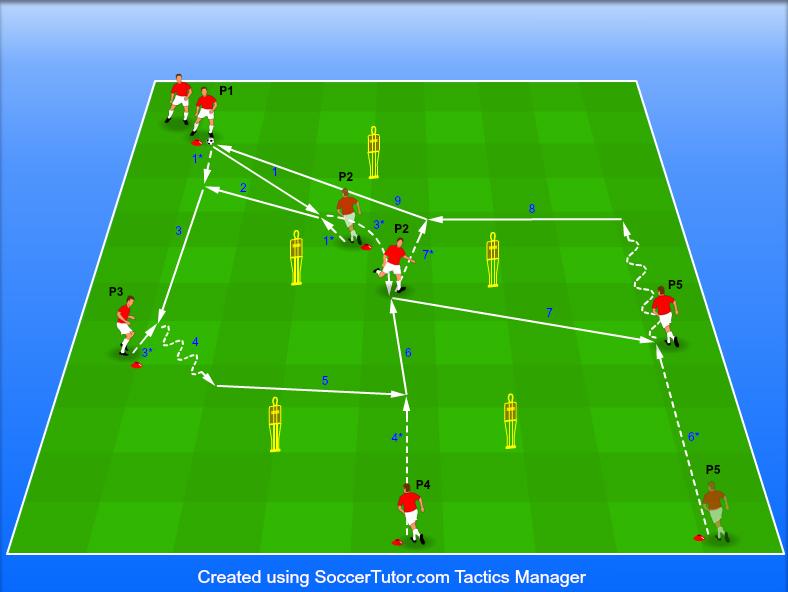 P1
1*
1
2
P2
9
8
3*
P2
3
1*
7*
P3
P5
7
3*
4
6
5
4*
6*
P4
P5
Created using SoccerTutor.com Tactics Manager